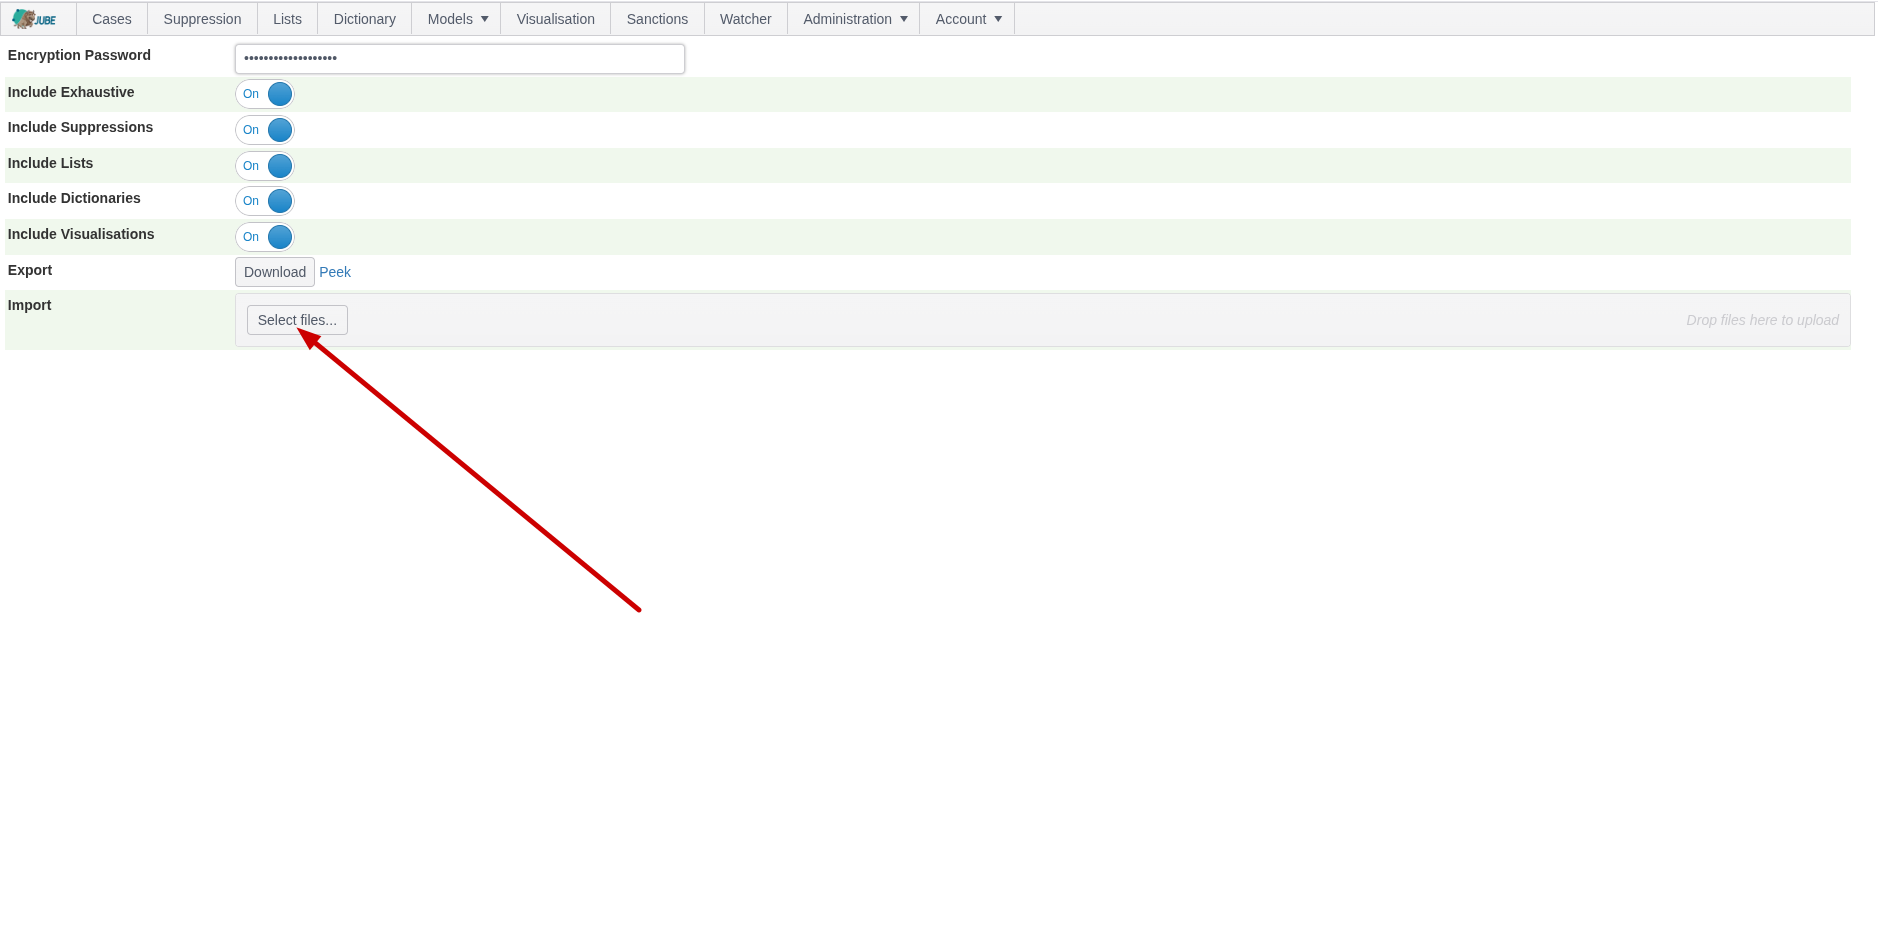 JUBE Cases Suppression Lists Dictionary Models Visualisation Sanctions Watcher Administration Account
Encryption Password •••••••••••••••••••
Include Exhaustive On
Include Suppressions On
Include Lists On
Include Dictionaries On
Include Visualisations On
Export Download Peek
Import Select files... Drop files here to upload